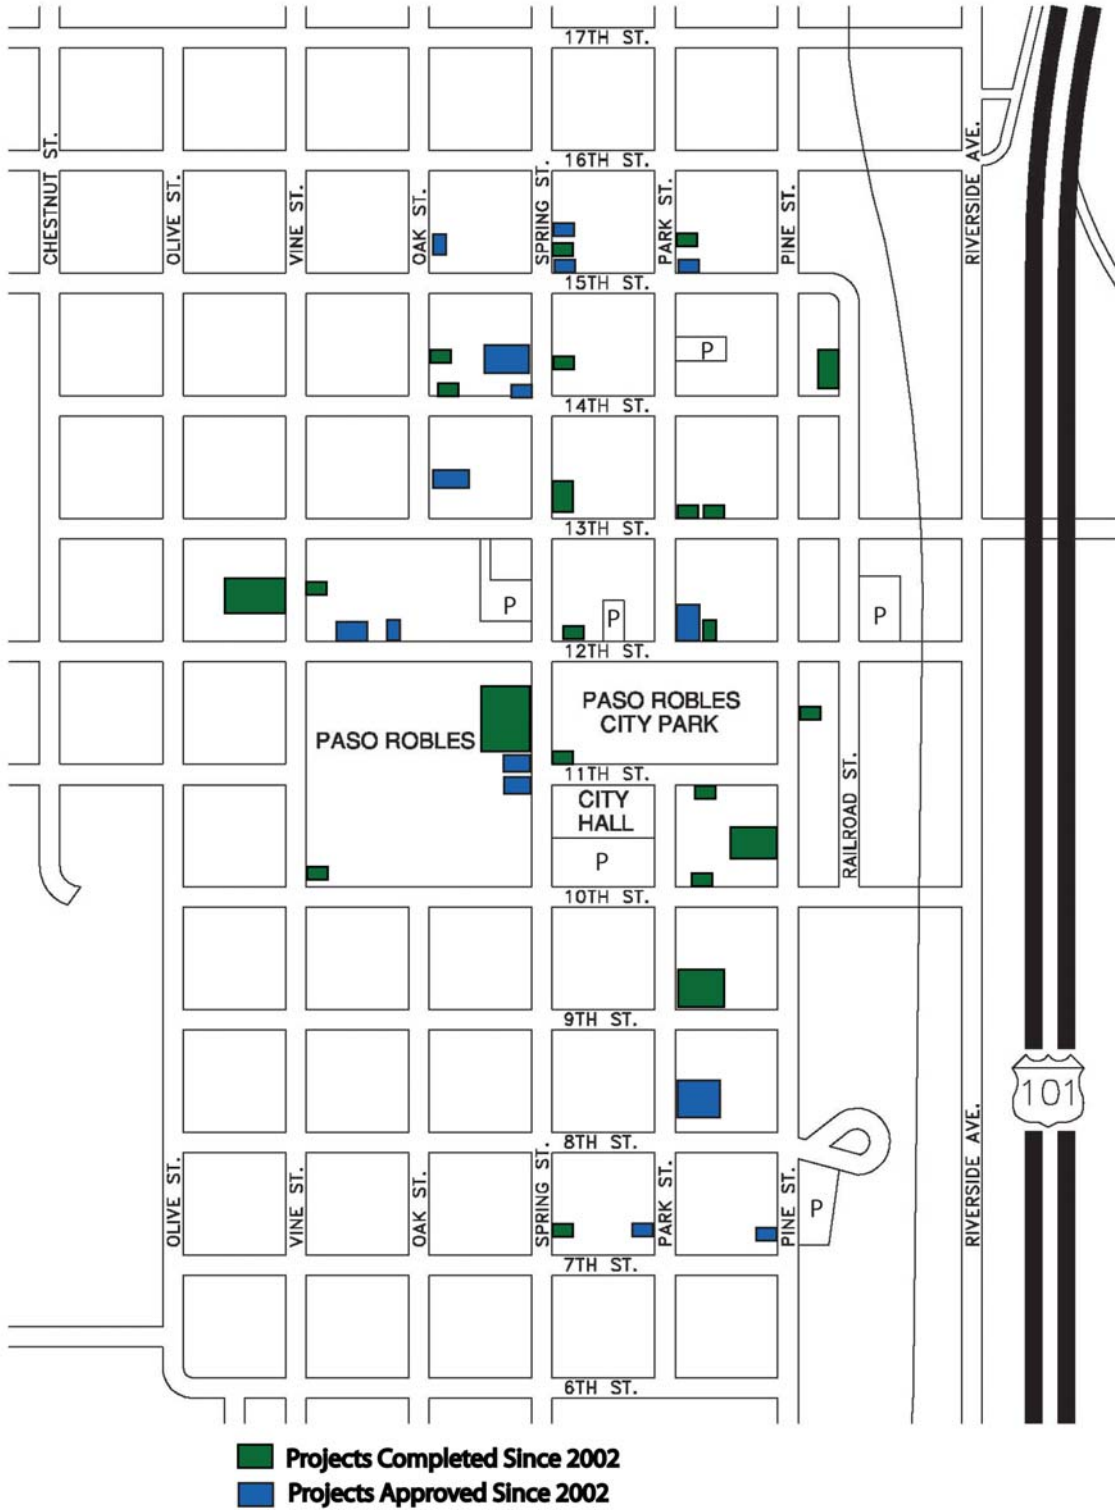 17TH ST.
16TH ST.
CHESTNUT ST.
OLIVE ST.
VINE ST.
OAK ST.
SPRING ST.
PARK ST.
PINE ST.
RIVERSIDE AVE.
15TH ST.
P
14TH ST.
13TH ST.
P
P
P
12TH ST.
PASO ROBLES
PASO ROBLES
CITY PARK
11TH ST.
CITY
HALL
P
RAILROAD ST.
10TH ST.
9TH ST.
101
8TH ST.
OLIVE ST.
VINE ST.
OAK ST.
SPRING ST.
PARK ST.
PINE ST.
P
RIVERSIDE AVE.
7TH ST.
6TH ST.
Projects Completed Since 2002
Projects Approved Since 2002